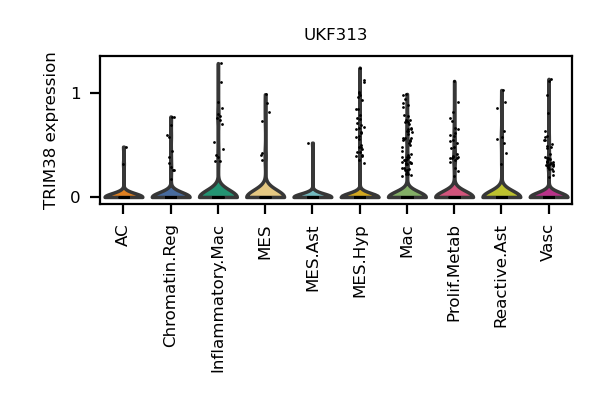 UKF313
TRIM38 expression
1
0
AC
Chromatin.Reg
Inflammatory.Mac
MES
MES.Ast
MES.Hyp
Mac
Prolif.Metab
Reactive.Ast
Vasc